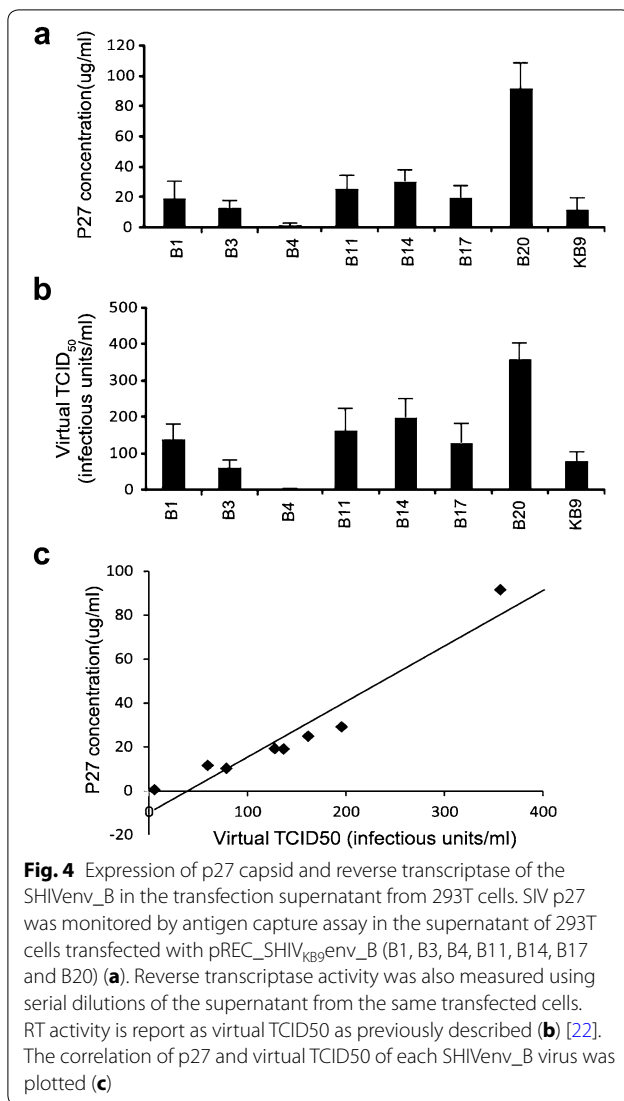 a
120
100
80
60
40
20
0
P27 concentration(ug/ml)
B1 B3 B4 B11 B14 B17 B20 KB9
b
500
400
300
200
100
0
Virtual TCID50
(infectious units/ml)
B1 B3 B4 B11 B14 B17 B20 KB9
c
100
80
60
40
20
0
-20
P27 concentration(ug/ml)
0 100 200 300 400
Virtual TCID50 (infectious units/ml)
Fig. 4 Expression of p27 capsid and reverse transcriptase of the
SHIVenv_B in the transfection supernatant from 293T cells. SIV p27
was monitored by antigen capture assay in the supernatant of 293T
cells transfected with pREC_SHIVKB9env_B (B1, B3, B4, B11, B14, B17
and B20) (a). Reverse transcriptase activity was also measured using
serial dilutions of the supernatant from the same transfected cells.
RT activity is report as virtual TCID50 as previously described (b) [22].
The correlation of p27 and virtual TCID50 of each SHIVenv_B virus was
plotted (c)